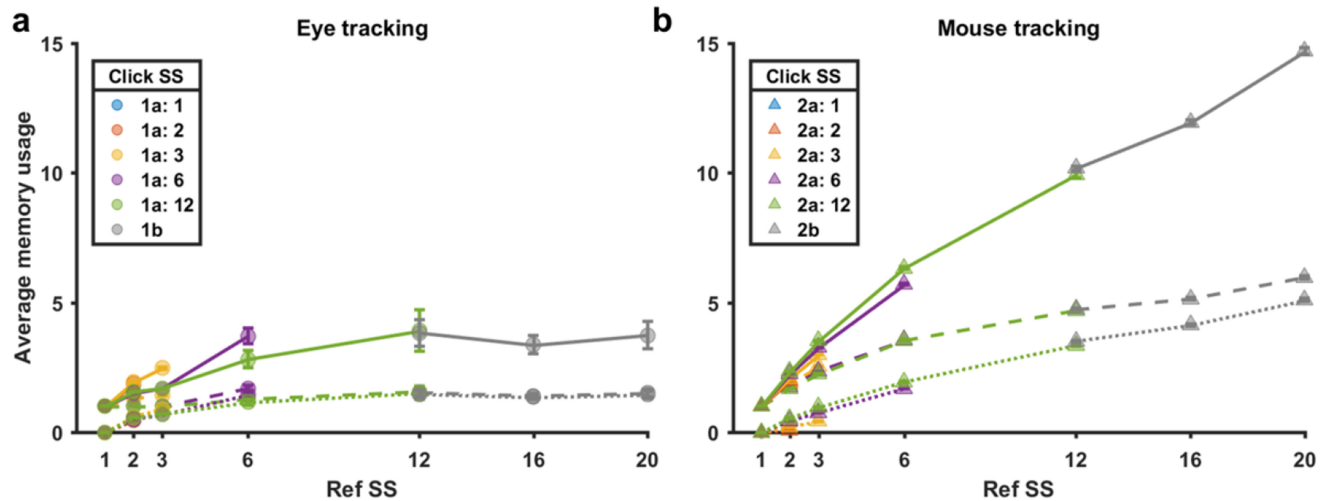 a
Eye tracking
15
10
5
0
Average memory usage
Click SS
1a: 1
1a: 2
1a: 3
1a: 6
1a: 12
1b
1
2
3
6
12
16
20
Ref SS
b
Mouse tracking
15
10
5
0
Click SS
2a: 1
2a: 2
2a: 3
2a: 6
2a: 12
2b
1
2
3
6
12
16
20
Ref SS